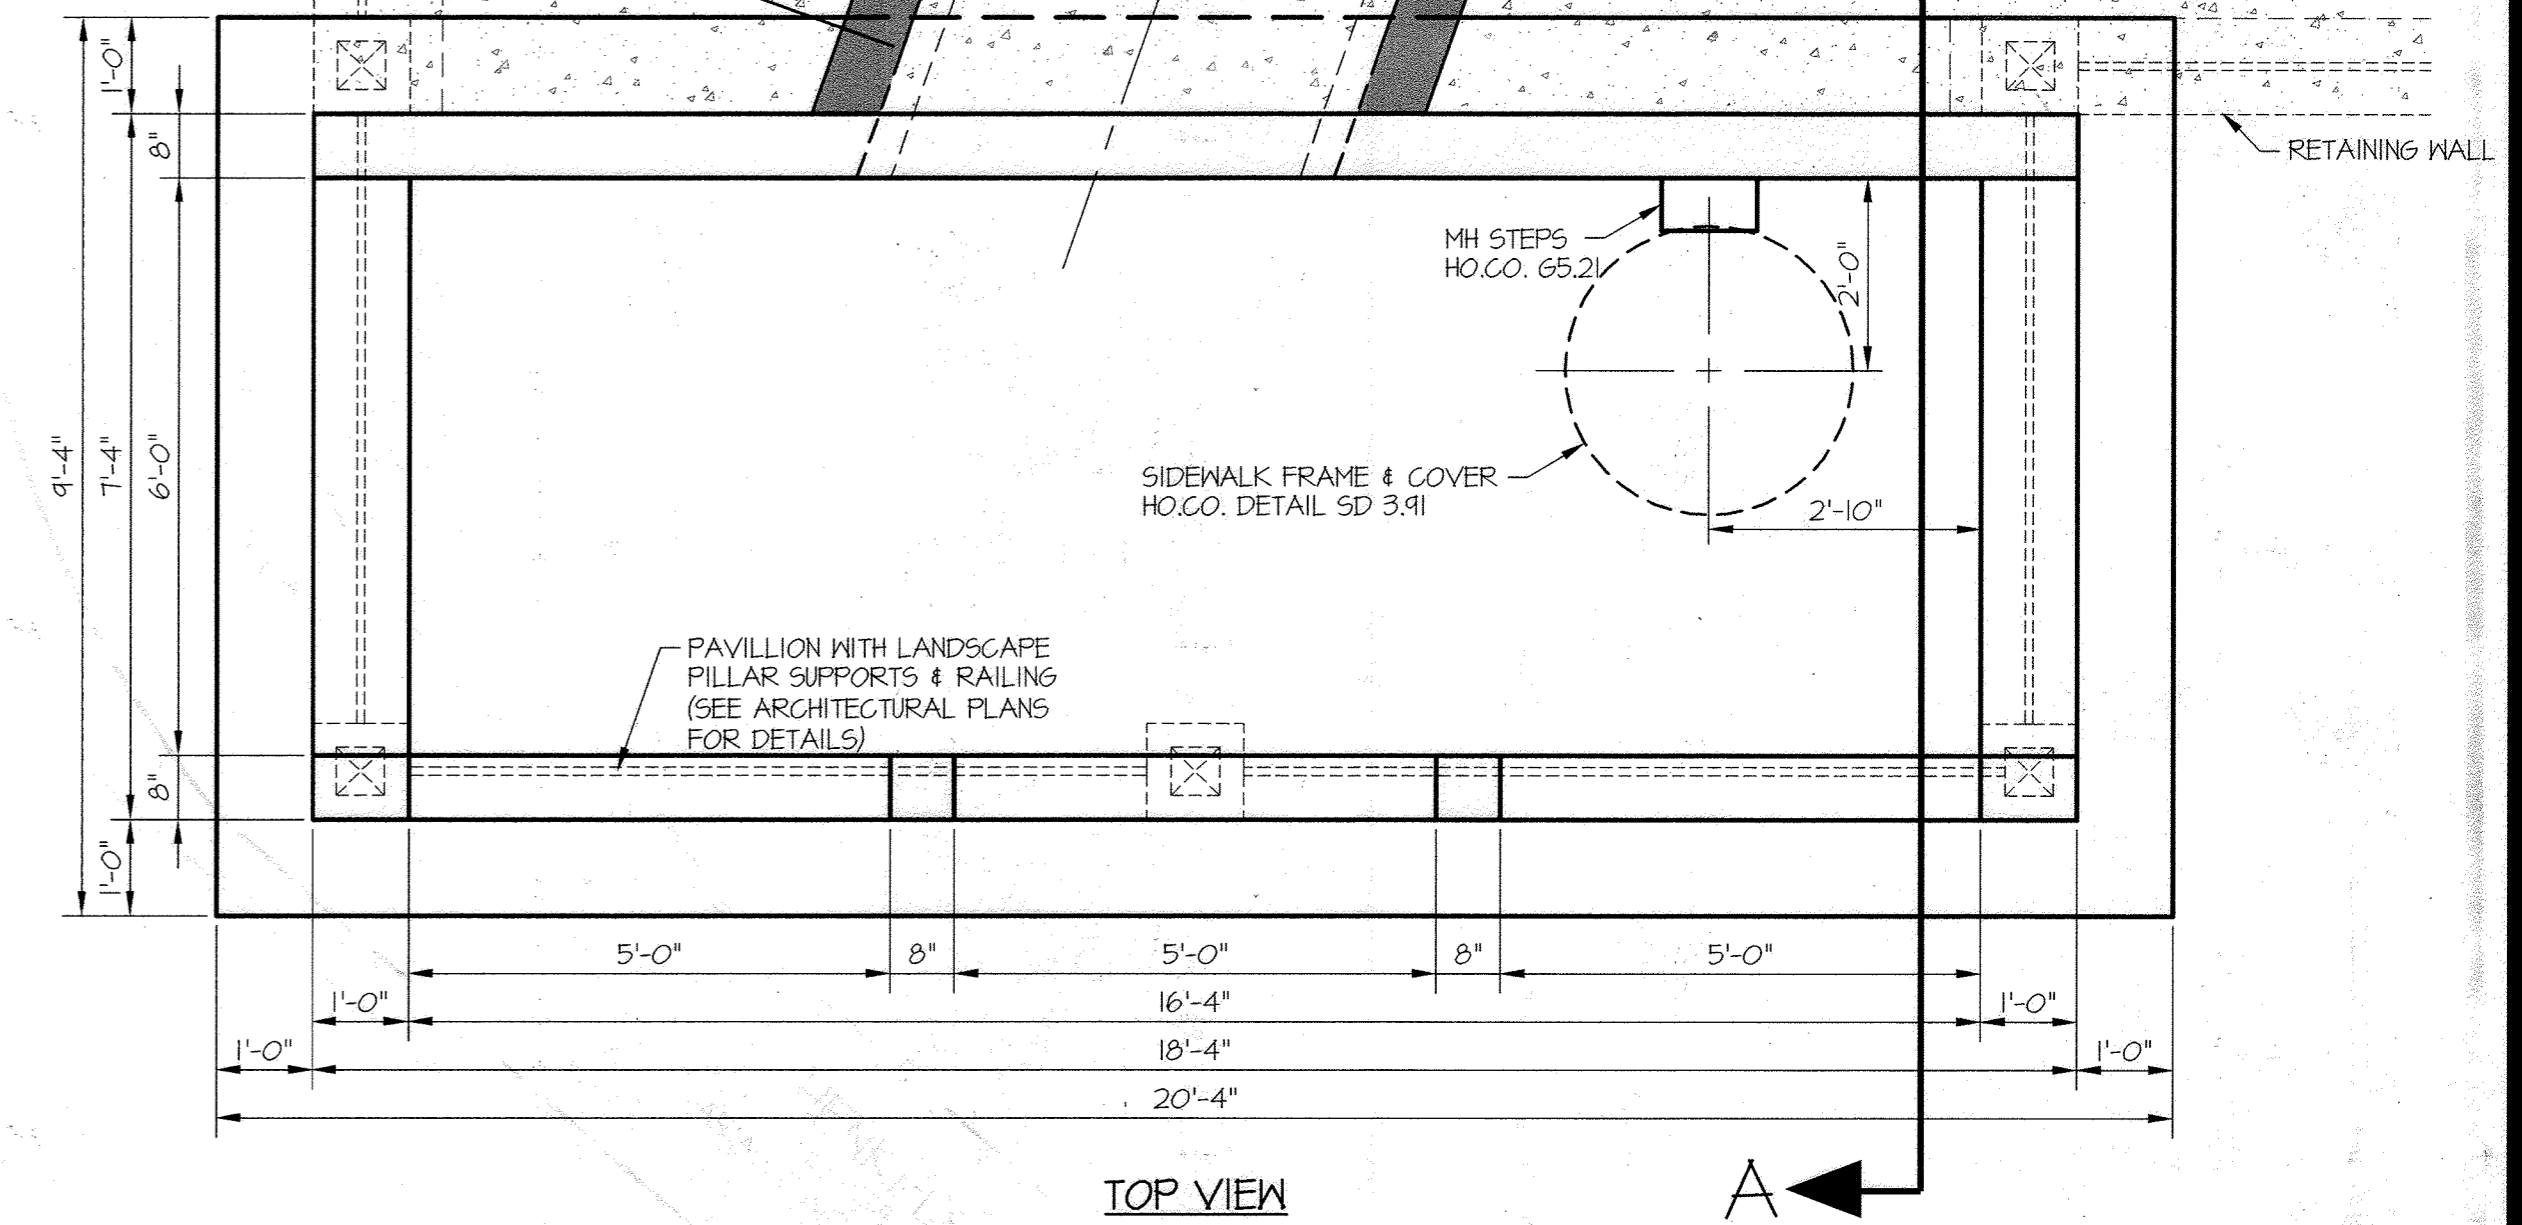 1'-0"
8"
RETAINING WALL
MH STEPS
HO.CO. G5.21
2'-0"
9'-4"
7'-4"
6'-0"
SIDEWALK FRAME & COVER
HO.CO. DETAIL SD 3.91
2'-10"
PAVILLION WITH LANDSCAPE
PILLAR SUPPORTS & RAILING
(SEE ARCHITECTURAL PLANS
FOR DETAILS)
8"
1'-0"
5'-0" 8" 5'-0" 8" 5'-0"
1'-0" 16'-4" 1'-0"
1'-0" 18'-4" 1'-0"
20'-4"
TOP VIEW
A